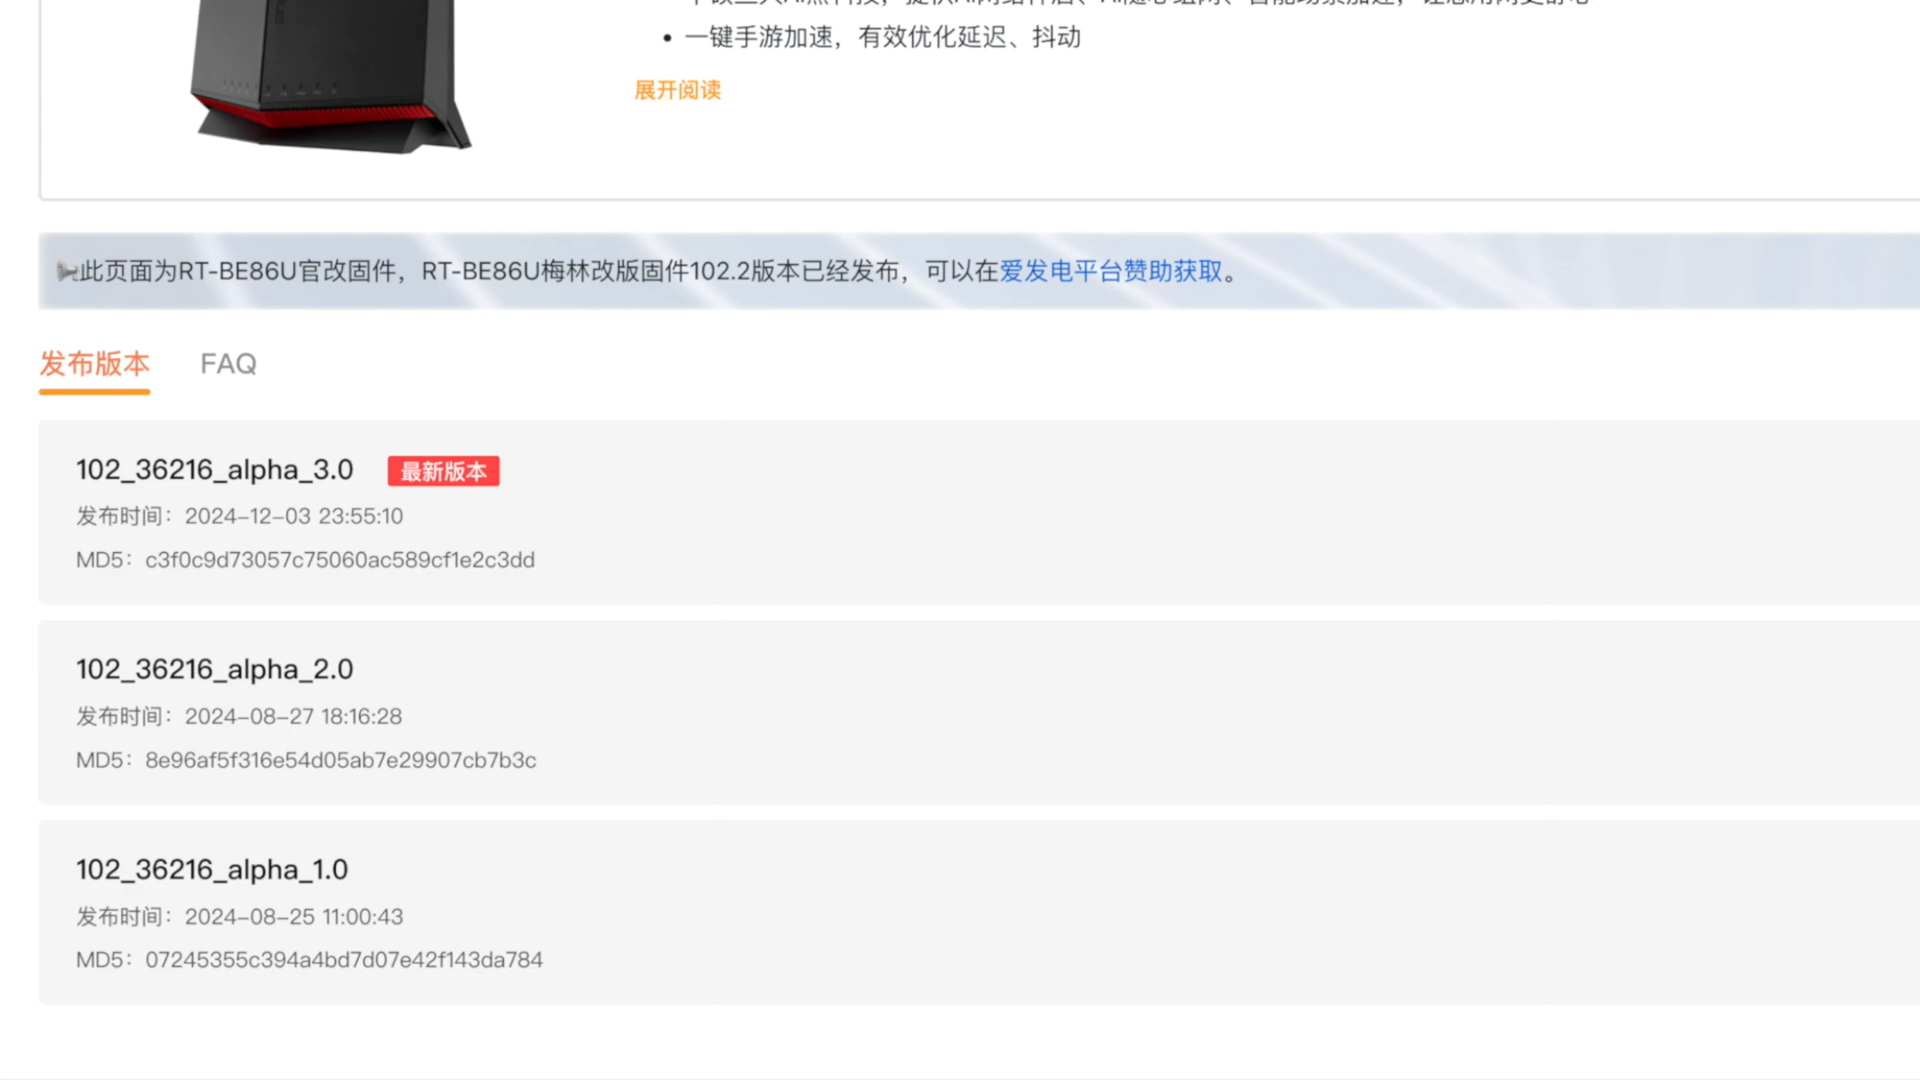 一键手游加速，有效优化延迟、抖动
展开阅读
此页面为RT-BE86U官改固件，RT-BE86U梅林改版固件102.2版本已经发布，可以在爱发电平台赞助获取。
发布版本 FAQ
102_36216_alpha_3.0 最新版本
发布时间：2024-12-03 23:55:10
MD5：c3f0c9d73057c75060ac589cf1e2c3dd
102_36216_alpha_2.0
发布时间：2024-08-27 18:16:28
MD5：8e96af5f316e54d05ab7e29907cb7b3c
102_36216_alpha_1.0
发布时间：2024-08-25 11:00:43
MD5：07245355c394a4bd7d07e42f143da784